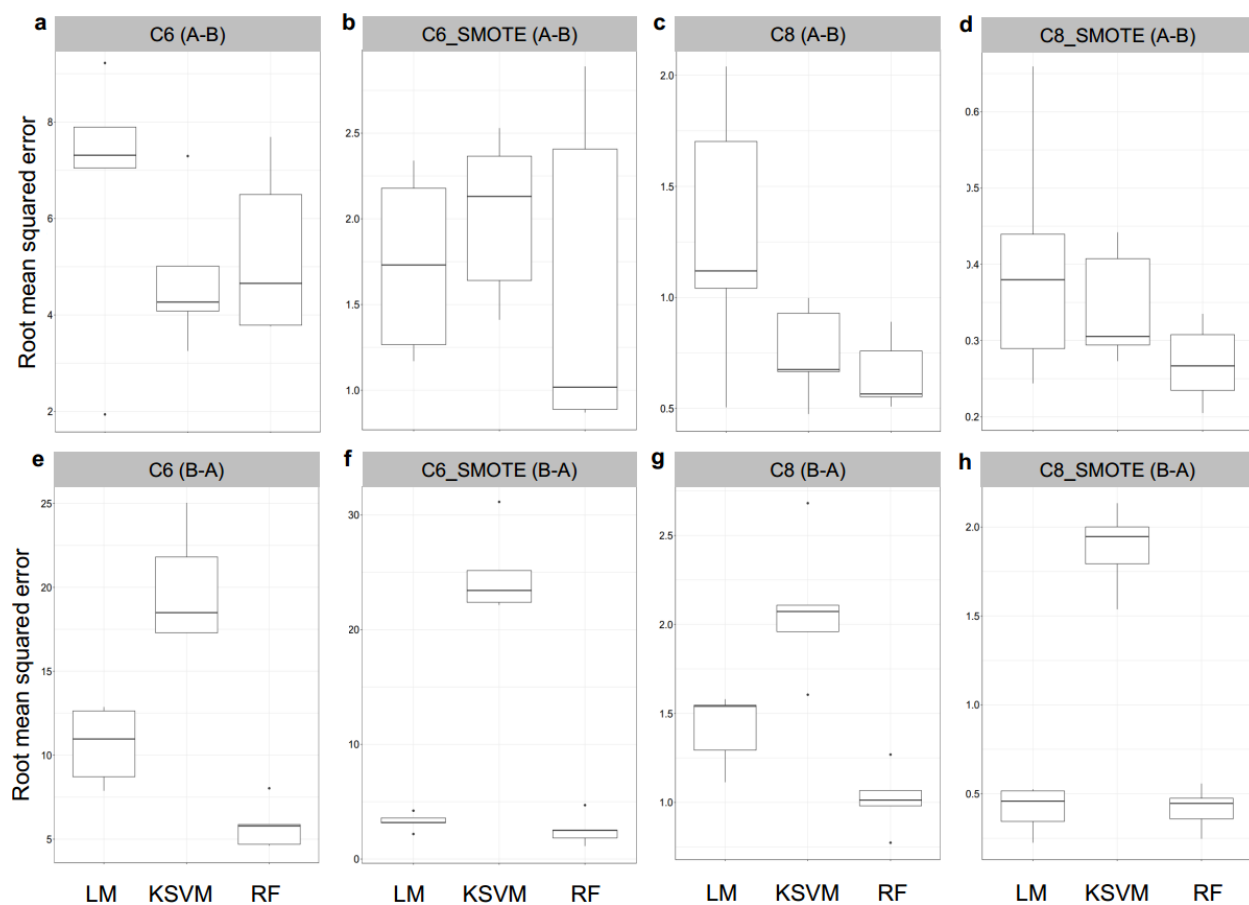 a
C6 (A-B)
b
C6_SMOTE (A-B)
c
C8 (A-B)
d
C8_SMOTE (A-B)
Root mean squared error
8
6
4
2
2.5
2.0
1.5
1.0
2.0
1.5
1.0
0.5
0.6
0.5
0.4
0.3
0.2
e
C6 (B-A)
f
C6_SMOTE (B-A)
g
C8 (B-A)
h
C8_SMOTE (B-A)
Root mean squared error
25
20
15
10
5
30
20
10
0
2.5
2.0
1.5
1.0
2.0
1.5
1.0
0.5
LM KSVM RF
LM KSVM RF
LM KSVM RF
LM KSVM RF